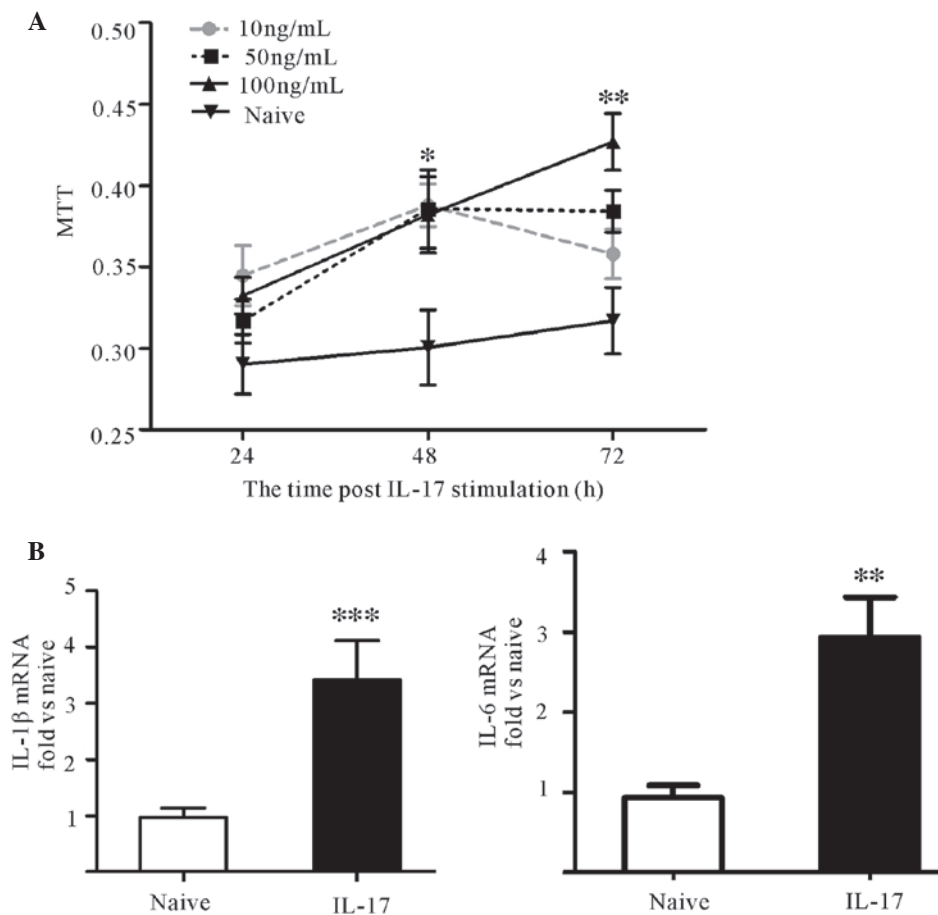 A
0.50
0.45
0.40
0.35
0.30
0.25
MTT
10ng/mL
50ng/mL
100ng/mL
Naive
*
**
24
48
72
The time post IL-17 stimulation (h)
B
IL-1β mRNA
fold vs naive
5
4
3
2
1
***
Naive
IL-17
IL-6 mRNA
fold vs naive
4
3
2
1
**
Naive
IL-17